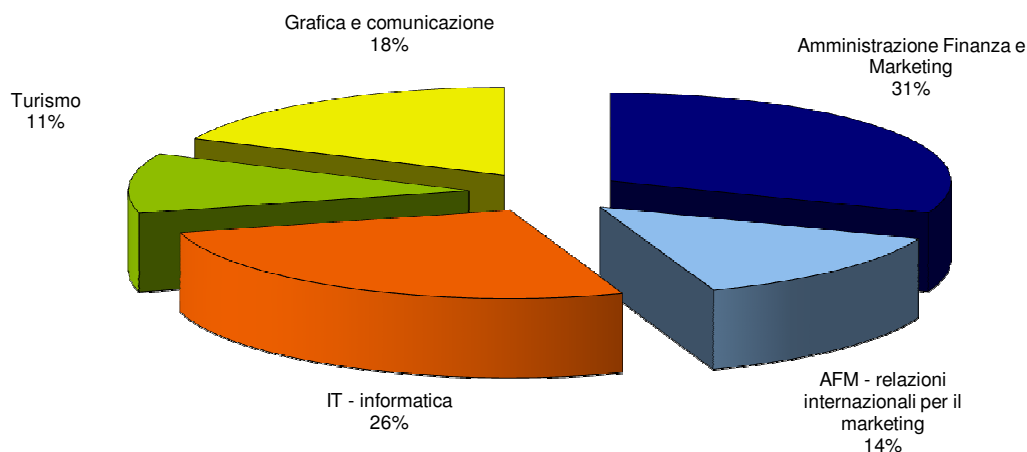 Grafica e comunicazione
18%
Amministrazione Finanza e
Marketing
31%
Turismo
11%
IT - informatica
26%
AFM - relazioni
internazionali per il
marketing
14%